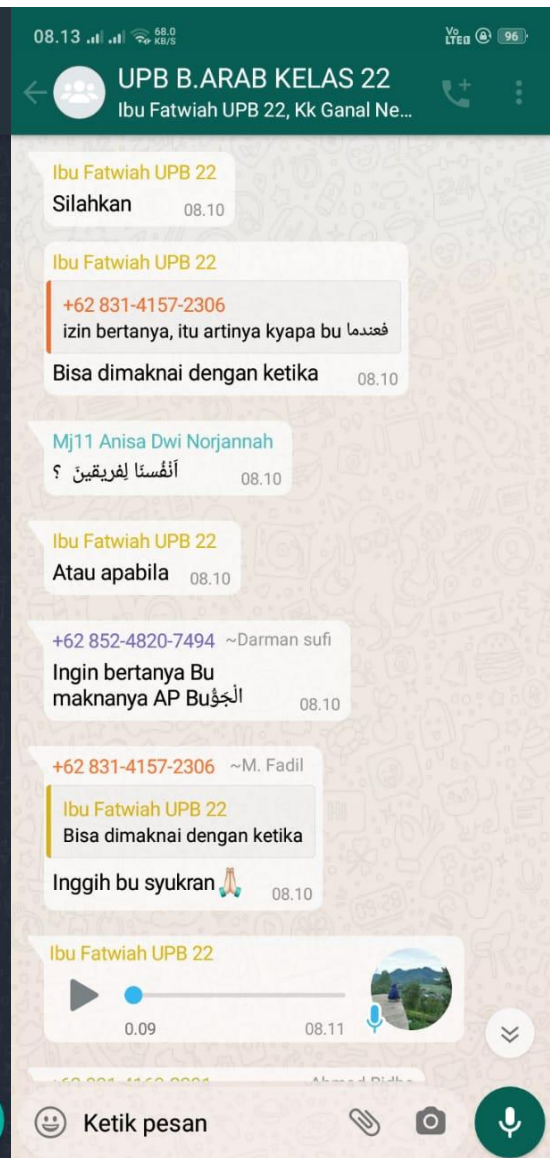 08.13 68.0 KB/S Vo LTE 96
UPB B.ARAB KELAS 22
Ibu Fatwiah UPB 22, Kk Ganal Ne...
Ibu Fatwiah UPB 22
Silahkan 08.10
Ibu Fatwiah UPB 22
+62 831-4157-2306
izin bertanya, itu artinya kyapa bu فعندما
Bisa dimaknai dengan ketika 08.10
Mj11 Anisa Dwi Norjannah
اَنْفُسنَا لِفريقينَ ؟ 08.10
Ibu Fatwiah UPB 22
Atau apabila 08.10
+62 852-4820-7494 ~Darman sufi
Ingin bertanya Bu
maknanya AP Buالْجَوُّ 08.10
+62 831-4157-2306 ~M. Fadil
Ibu Fatwiah UPB 22
Bisa dimaknai dengan ketika
Inggih bu syukran🙏🏻 08.10
Ibu Fatwiah UPB 22
0.09 08.11
Ketik pesan